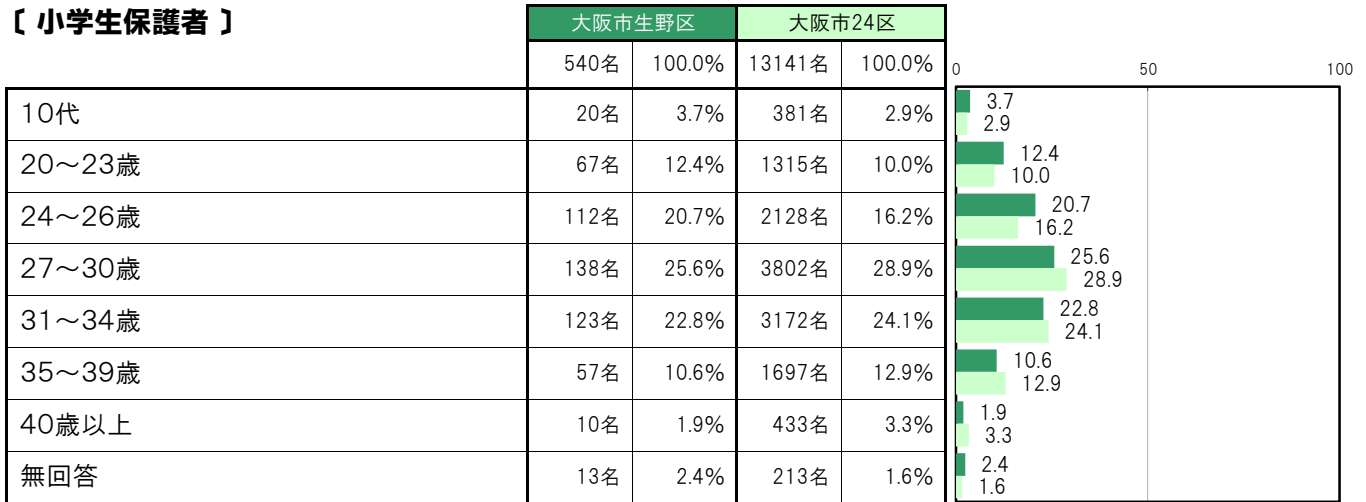 〔 小学生保護者 〕
大阪市生野区 大阪市24区
540名 100.0% 13141名 100.0%
0 50 100
10代 20名 3.7% 381名 2.9% 3.7
2.9
20～23歳 67名 12.4% 1315名 10.0% 12.4
10.0
24～26歳 112名 20.7% 2128名 16.2% 20.7
16.2
27～30歳 138名 25.6% 3802名 28.9% 25.6
28.9
31～34歳 123名 22.8% 3172名 24.1% 22.8
24.1
35～39歳 57名 10.6% 1697名 12.9% 10.6
12.9
40歳以上 10名 1.9% 433名 3.3% 1.9
3.3
無回答 13名 2.4% 213名 1.6% 2.4
1.6